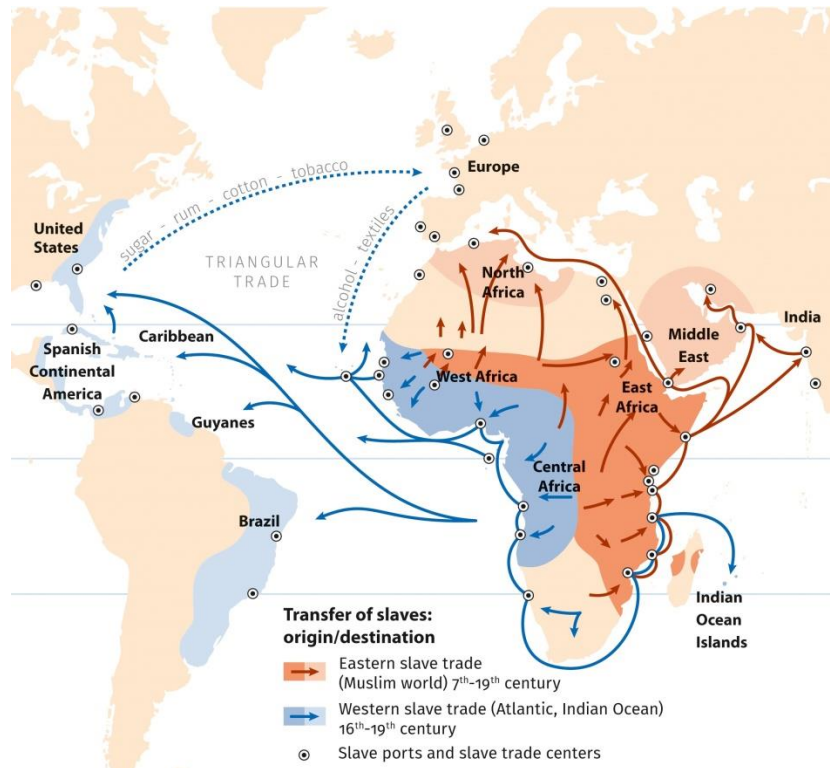 Europe
sugar - rum - cotton - tobacco
United
States
alcohol - textiles
TRIANGULAR
TRADE
North
Africa
Middle
East
India
Caribbean
Spanish
Continental
America
West Africa
East
Africa
Guyanes
Central
Africa
Brazil
Indian
Ocean
Islands
Transfer of slaves:
origin/destination
Eastern slave trade
(Muslim world) 7th-19th century
Western slave trade (Atlantic, Indian Ocean)
16th-19th century
Slave ports and slave trade centers